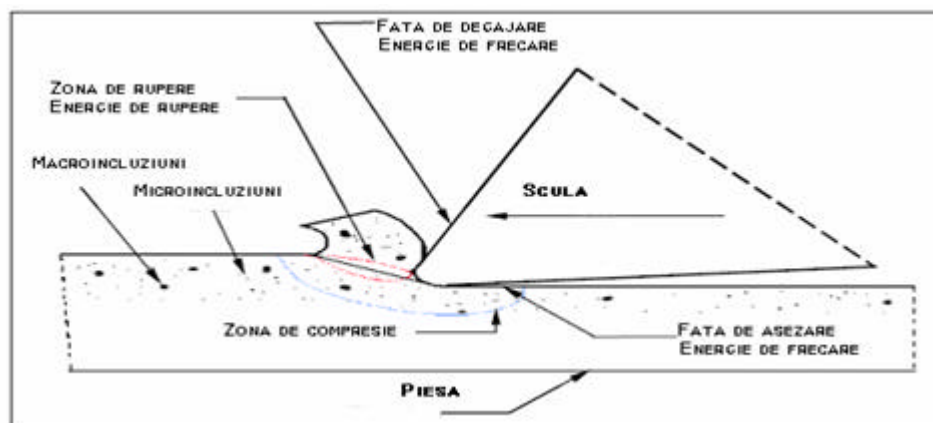 FATA DE DEGAJARE
ENERGIE DE FRECARE
ZONA DE RUPERE
ENERGIE DE RUPERE
MACROINCLUZIUNI
MICROINCLUZIUNI
SCULA
ZONA DE COMPRESIE
FATA DE ASEZARE
ENERGIE DE FRECARE
PIESA